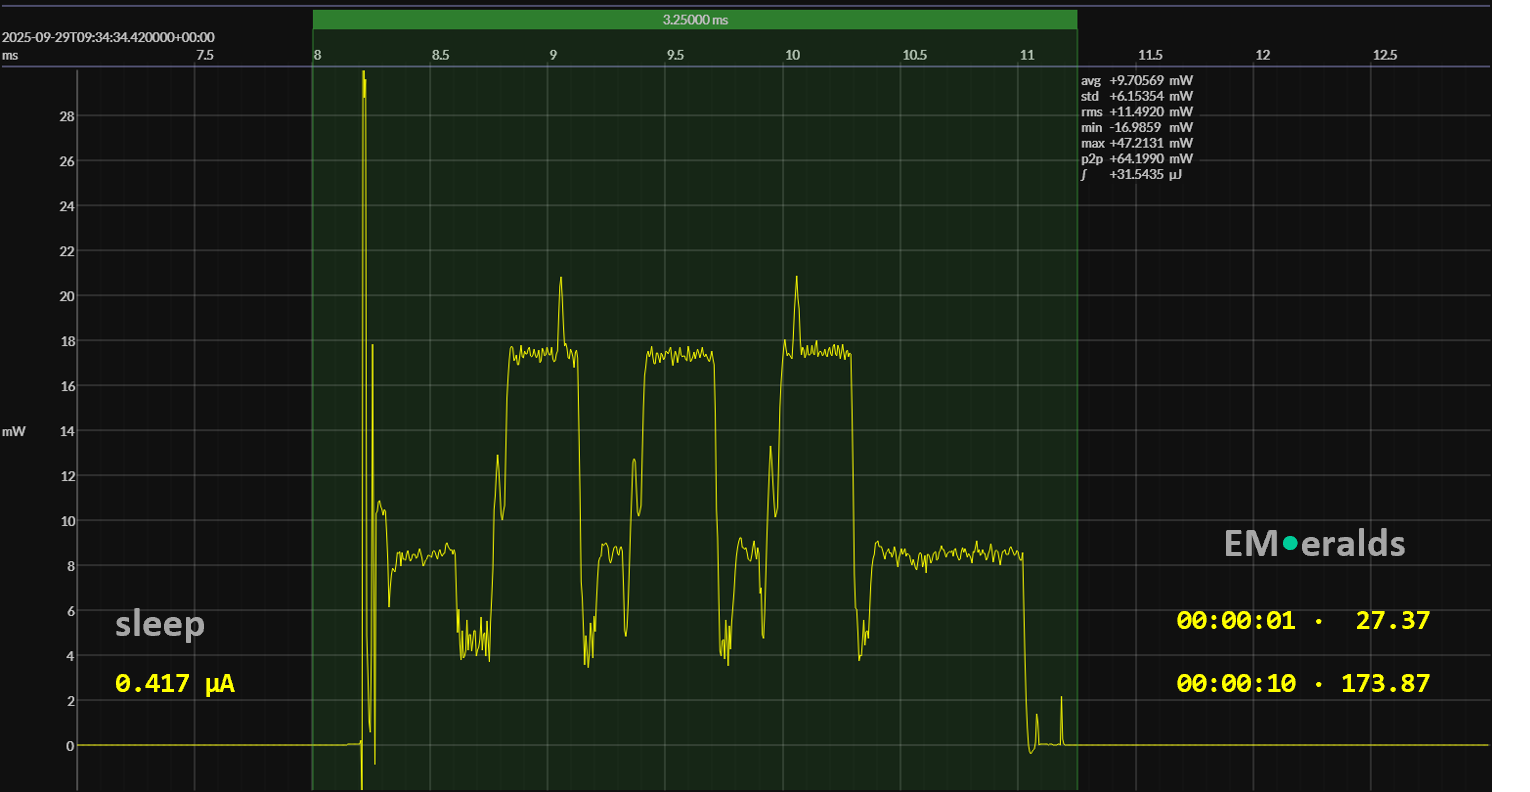 3.25000 ms
2025-09-29T09:34:34.420000+00:00
ms 7.5 8 8.5 9 9.5 10 10.5 11 11.5 12 12.5
avg +9.70569 mW
std +6.15354 mW
rms +11.4920 mW
min -16.9859 mW
max +47.2131 mW
p2p +64.1990 mW
∫ +31.5435 µJ
28
26
24
22
20
18
16
mW 14
12
10
8
6
4
2
0
EM•eralds
sleep
00:00:01 · 27.37
0.417 µA
00:00:10 · 173.87